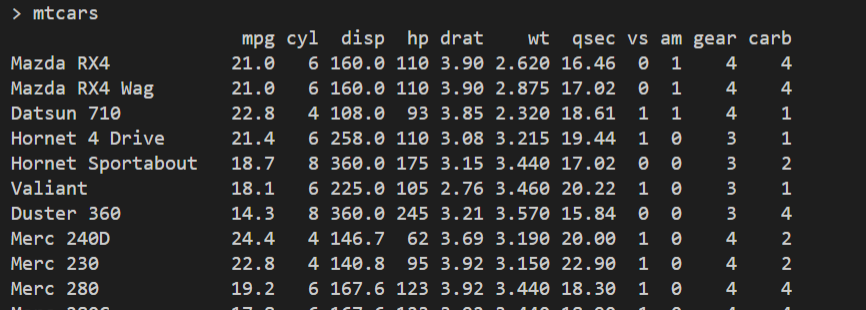 > mtcars
mpg cyl disp hp drat wt qsec vs am gear carb
Mazda RX4 21.0 6 160.0 110 3.90 2.620 16.46 0 1 4 4
Mazda RX4 Wag 21.0 6 160.0 110 3.90 2.875 17.02 0 1 4 4
Datsun 710 22.8 4 108.0 93 3.85 2.320 18.61 1 1 4 1
Hornet 4 Drive 21.4 6 258.0 110 3.08 3.215 19.44 1 0 3 1
Hornet Sportabout 18.7 8 360.0 175 3.15 3.440 17.02 0 0 3 2
Valiant 18.1 6 225.0 105 2.76 3.460 20.22 1 0 3 1
Duster 360 14.3 8 360.0 245 3.21 3.570 15.84 0 0 3 4
Merc 240D 24.4 4 146.7 62 3.69 3.190 20.00 1 0 4 2
Merc 230 22.8 4 140.8 95 3.92 3.150 22.90 1 0 4 2
Merc 280 19.2 6 167.6 123 3.92 3.440 18.30 1 0 4 4